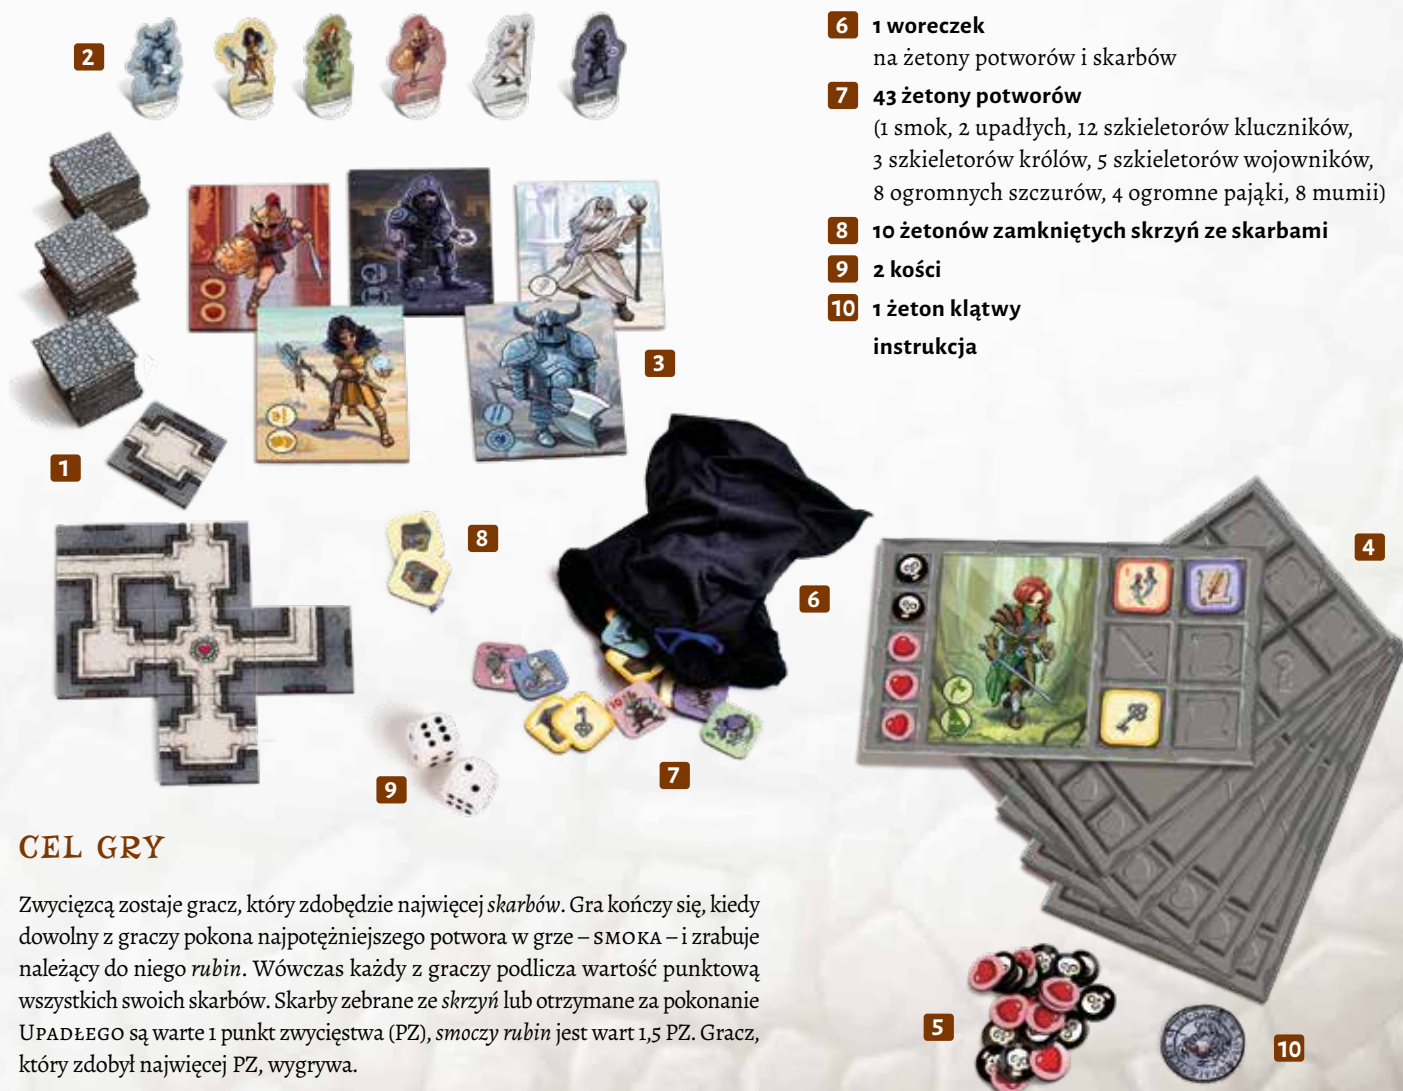 2
6 1 woreczek
na żetony potworów i skarbów
7 43 żetony potworów
(1 smok, 2 upadłych, 12 szkieletorów kluczników,
3 szkieletorów królów, 5 szkieletorów wojowników,
8 ogromnych szczurów, 4 ogromne pająki, 8 mumii)
8 10 żetonów zamkniętych skrzyń ze skarbami
9 2 kości
10 1 żeton klątwy
instrukcja
3
1
8
4
6
7
9
CEL GRY
Zwycięzcą zostaje gracz, który zdobędzie najwięcej skarbów. Gra kończy się, kiedy
dowolny z graczy pokona najpotężniejszego potwora w grze – SMOKA – i zrabuje
należący do niego rubin. Wówczas każdy z graczy podlicza wartość punktową
wszystkich swoich skarbów. Skarby zebrane ze skrzyń lub otrzymane za pokonanie
UPADŁEGO są warte 1 punkt zwycięstwa (PZ), smoczy rubin jest wart 1,5 PZ. Gracz,
który zdobył najwięcej PZ, wygrywa.
5
10